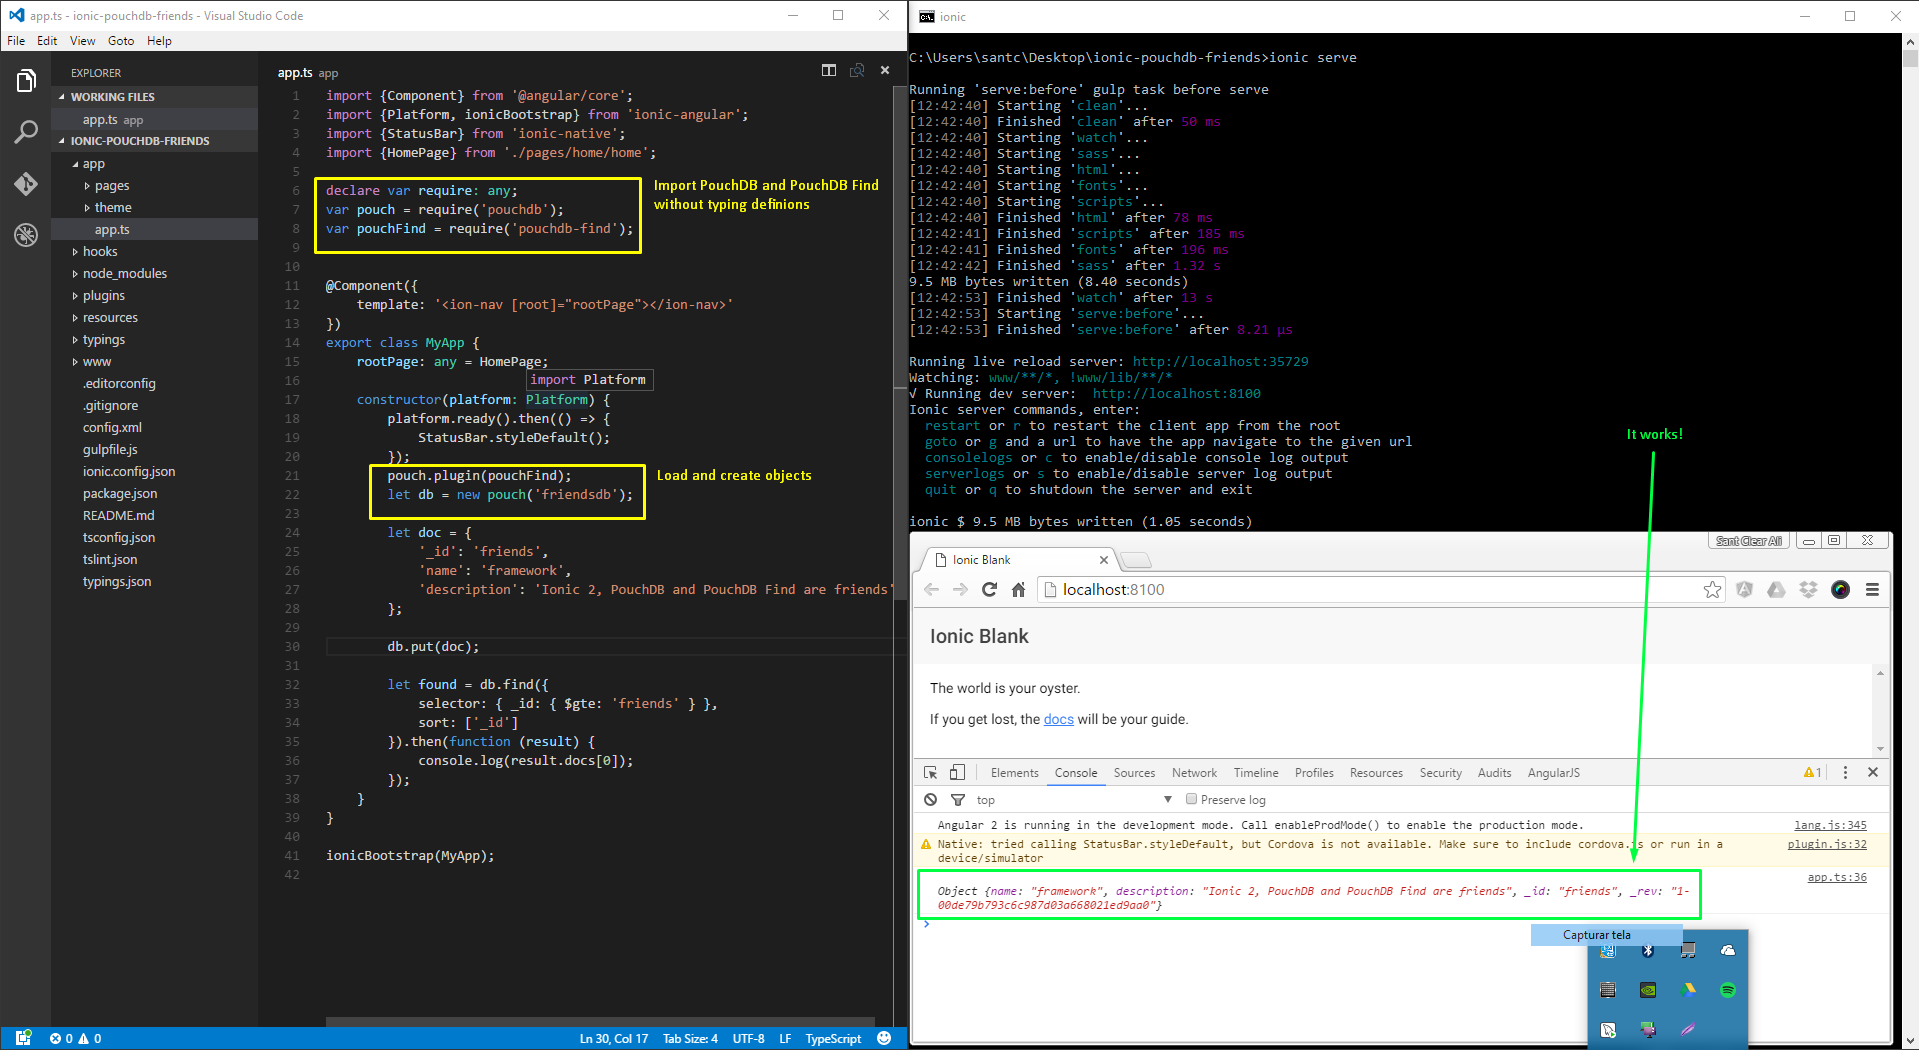 app.ts - ionic-pouchdb-friends - Visual Studio Code
File Edit View Goto Help
EXPLORER
WORKING FILES
app.ts app
IONIC-POUCHDB-FRIENDS
app
pages
theme
app.ts
hooks
node_modules
plugins
resources
typings
www
.editorconfig
.gitignore
config.xml
gulpfile.js
ionic.config.json
package.json
README.md
tsconfig.json
tslint.json
typings.json
app.ts app
1 import {Component} from '@angular/core';
2 import {Platform, ionicBootstrap} from 'ionic-angular';
3 import {StatusBar} from 'ionic-native';
4 import {HomePage} from './pages/home/home';
5
6 declare var require: any;
7 var pouch = require('pouchdb');
8 var pouchFind = require('pouchdb-find');
9
10
11 @Component({
12 template: '<ion-nav [root]="rootPage"></ion-nav>'
13 })
14 export class MyApp {
15 rootPage: any = HomePage;
16
import Platform
17 constructor(platform: Platform) {
18 platform.ready().then(() => {
19 StatusBar.styleDefault();
20 });
21 pouch.plugin(pouchFind);
22 let db = new pouch('friendsdb');
23
24 let doc = {
25 '_id': 'friends',
26 'name': 'framework',
27 'description': 'Ionic 2, PouchDB and PouchDB Find are friends'
28 };
29
30 db.put(doc);
31
32 let found = db.find({
33 selector: { _id: { $gte: 'friends' } },
34 sort: ['_id']
35 }).then(function (result) {
36 console.log(result.docs[0]);
37 });
38 }
39 }
40
41 ionicBootstrap(MyApp);
42
Import PouchDB and PouchDB Find
without typing definions
Load and create objects
0 0
Ln 30, Col 17 Tab Size: 4 UTF-8 LF TypeScript
ionic
C:\Users\santc\Desktop\ionic-pouchdb-friends>ionic serve
Running 'serve:before' gulp task before serve
[12:42:40] Starting 'clean'...
[12:42:40] Finished 'clean' after 50 ms
[12:42:40] Starting 'watch'...
[12:42:40] Starting 'sass'...
[12:42:40] Starting 'html'...
[12:42:40] Starting 'fonts'...
[12:42:40] Starting 'scripts'...
[12:42:40] Finished 'html' after 78 ms
[12:42:41] Finished 'scripts' after 185 ms
[12:42:41] Finished 'fonts' after 196 ms
[12:42:42] Finished 'sass' after 1.32 s
9.5 MB bytes written (8.40 seconds)
[12:42:53] Finished 'watch' after 13 s
[12:42:53] Starting 'serve:before'...
[12:42:53] Finished 'serve:before' after 8.21 μs
Running live reload server: http://localhost:35729
Watching: www/**/*, !www/lib/**/*
√ Running dev server: http://localhost:8100
Ionic server commands, enter:
restart or r to restart the client app from the root
goto or g and a url to have the app navigate to the given url
consolelogs or c to enable/disable console log output
serverlogs or s to enable/disable server log output
quit or q to shutdown the server and exit
ionic $ 9.5 MB bytes written (1.05 seconds)
It works!
Ionic Blank
Sant Clear Ali
localhost:8100
Ionic Blank
The world is your oyster.
If you get lost, the docs will be your guide.
Elements Console Sources Network Timeline Profiles Resources Security Audits AngularJS 1
top Preserve log
Angular 2 is running in the development mode. Call enableProdMode() to enable the production mode. lang.js:345
Native: tried calling StatusBar.styleDefault, but Cordova is not available. Make sure to include cordova.js or run in a plugin.js:32
device/simulator
Object {name: "framework", description: "Ionic 2, PouchDB and PouchDB Find are friends", _id: "friends", _rev: "1- app.ts:36
00de79b793c6c987d03a668021ed9aa0"}
Capturar tela